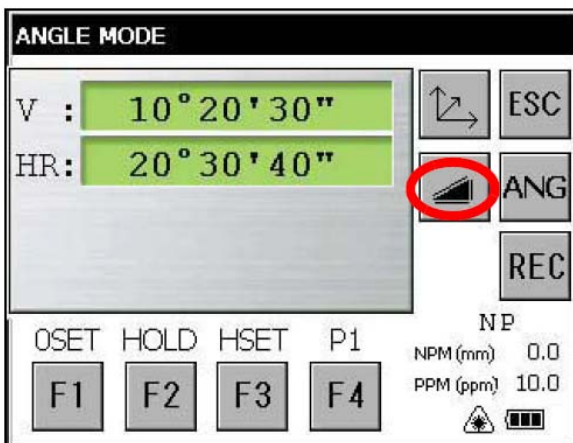 ANGLE MODE
V : 10°20'30"
HR: 20°30'40"
ESC
ANG
REC
0SET HOLD HSET P1
F1 F2 F3 F4
NP
NPM (mm) 0.0
PPM (ppm) 10.0